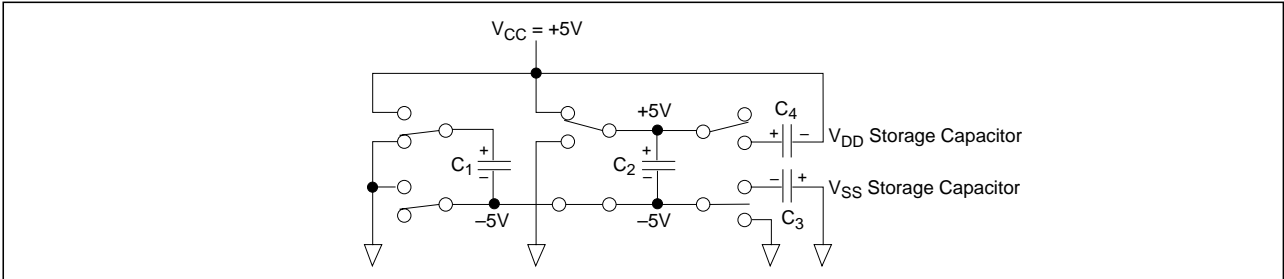 V_CC = +5V
+5V
C_4
+ –
V_DD Storage Capacitor
+
C_1
–
+
C_2
–
– +
V_SS Storage Capacitor
–5V
–5V
C_3